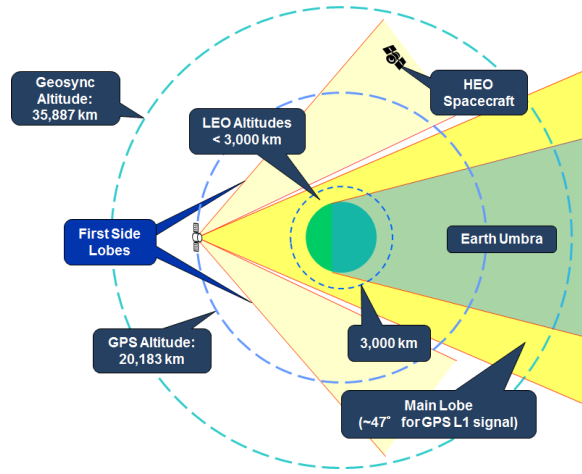 Geosync
Altitude:
35,887 km
HEO
Spacecraft
LEO Altitudes
< 3,000 km
First Side
Lobes
Earth Umbra
GPS Altitude:
20,183 km
3,000 km
Main Lobe
(~47° for GPS L1 signal)